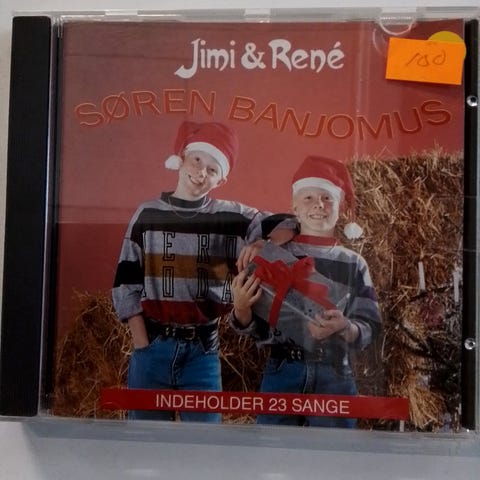 Jimi & René
100
SØREN BANJOMUS
INDEHOLDER 23 SANGE